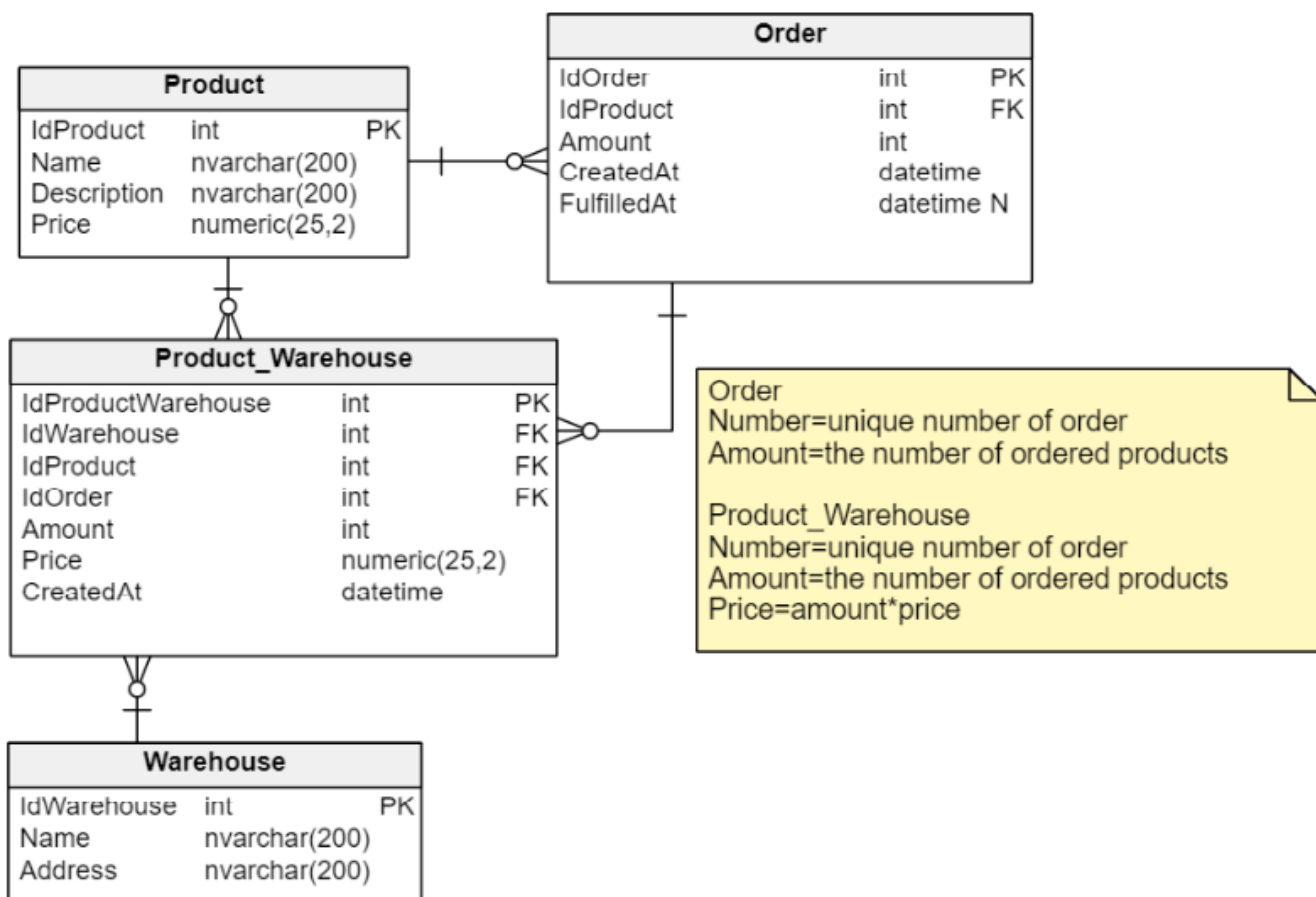 Product
IdProduct int PK
Name nvarchar(200)
Description nvarchar(200)
Price numeric(25,2)
Order
IdOrder int PK
IdProduct int FK
Amount int
CreatedAt datetime
FulfilledAt datetime N
Product_Warehouse
IdProductWarehouse int PK
IdWarehouse int FK
IdProduct int FK
IdOrder int FK
Amount int
Price numeric(25,2)
CreatedAt datetime
Order
Number=unique number of order
Amount=the number of ordered products
Product_Warehouse
Number=unique number of order
Amount=the number of ordered products
Price=amount*price
Warehouse
IdWarehouse int PK
Name nvarchar(200)
Address nvarchar(200)